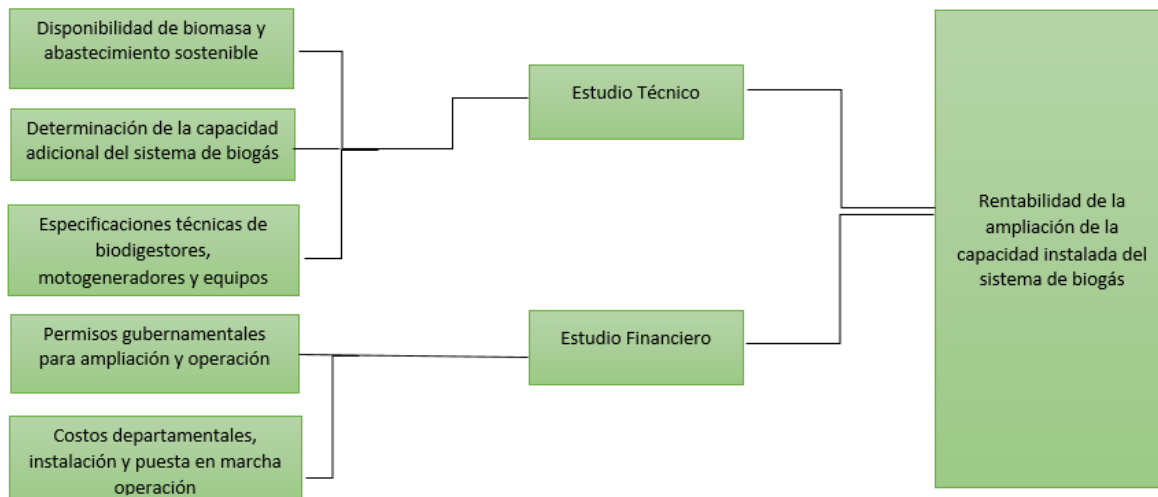 Disponibilidad de biomasa y
abastecimiento sostenible
Determinación de la capacidad
adicional del sistema de biogás
Especificaciones técnicas de
biodigestores,
motogeneradores y equipos
Permisos gubernamentales
para ampliación y operación
Costos departamentales,
instalación y puesta en marcha
operación
Estudio Técnico
Estudio Financiero
Rentabilidad de la
ampliación de la
capacidad instalada del
sistema de biogás